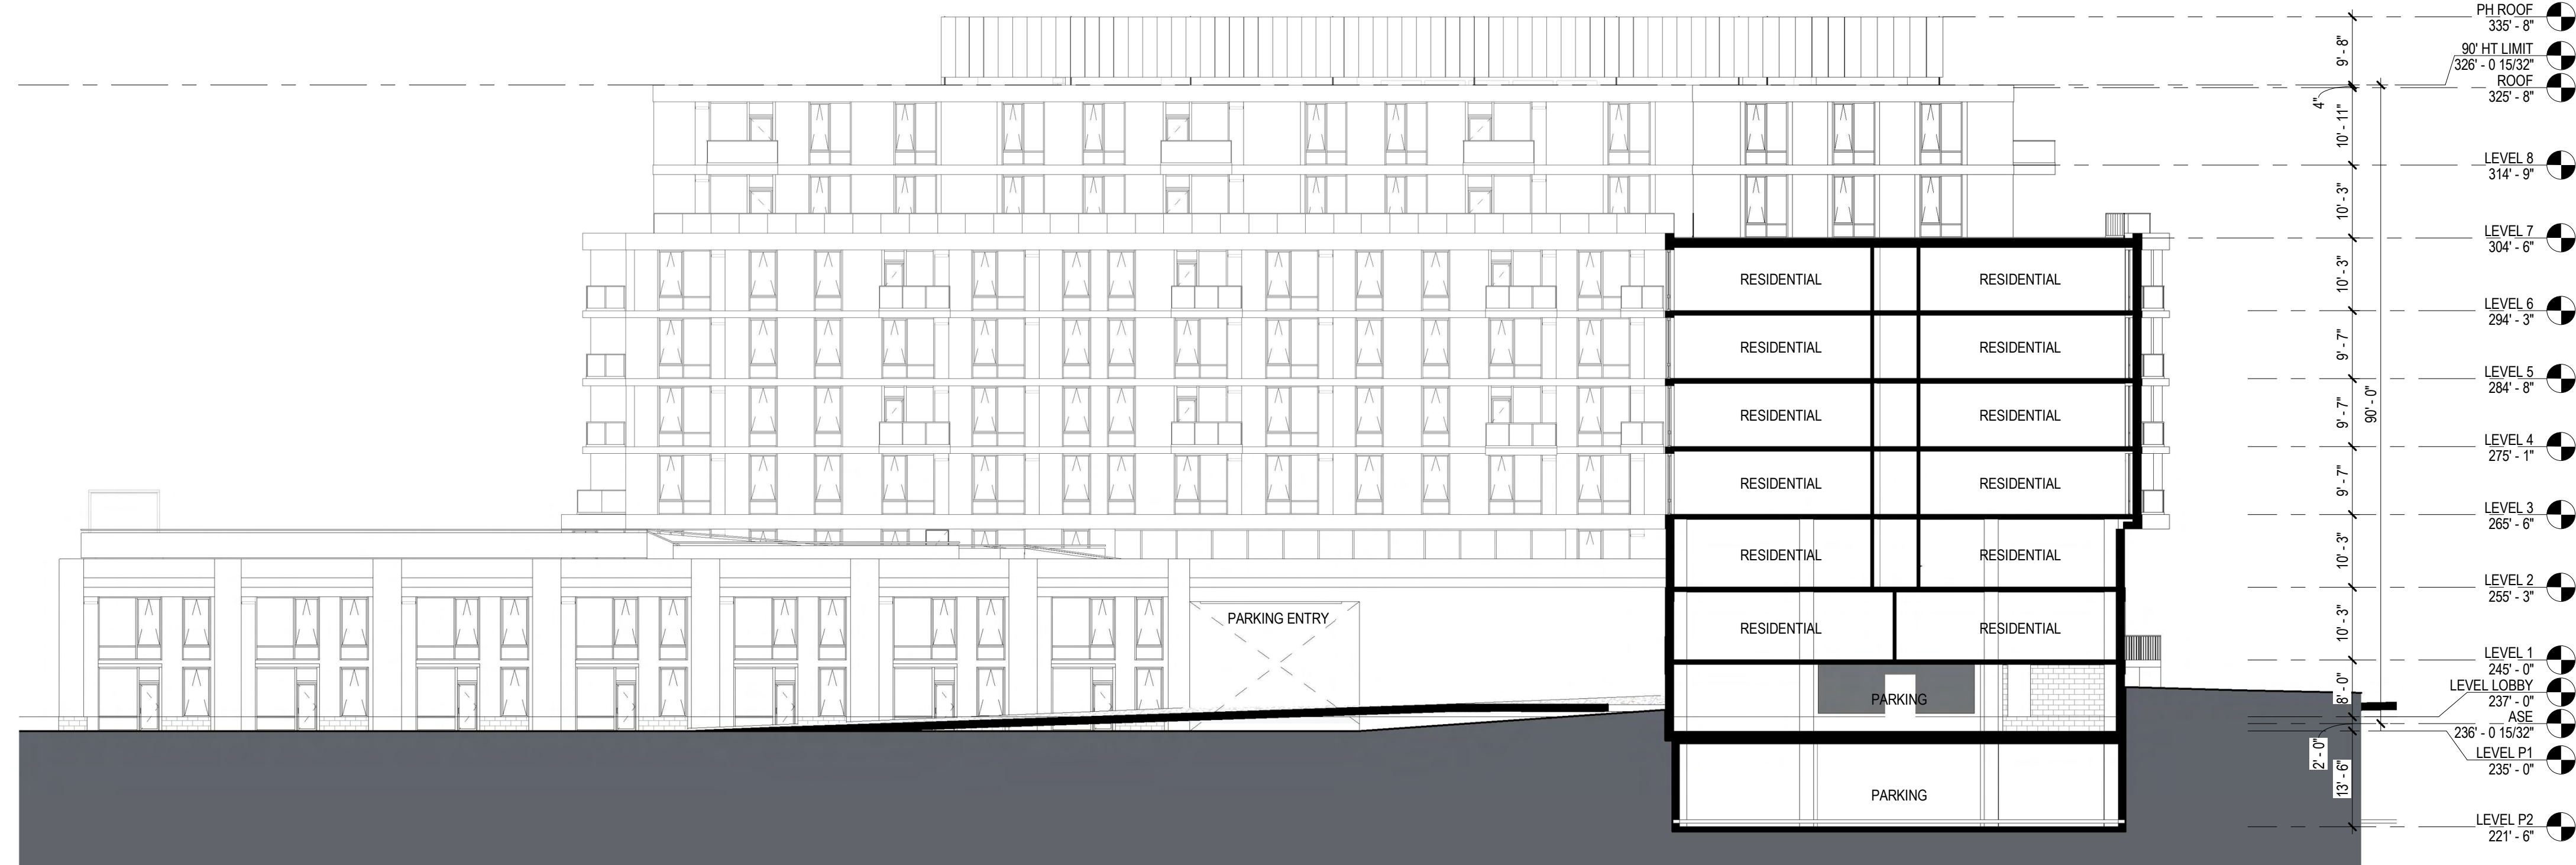 PH ROOF
335' - 8"
90' HT LIMIT
326' - 0 15/32"
ROOF
325' - 8"
LEVEL 8
314' - 9"
LEVEL 7
304' - 6"
LEVEL 6
294' - 3"
LEVEL 5
284' - 8"
LEVEL 4
275' - 1"
LEVEL 3
265' - 6"
LEVEL 2
255' - 3"
LEVEL 1
245' - 0"
LEVEL LOBBY
237' - 0"
ASE
236' - 0 15/32"
LEVEL P1
235' - 0"
LEVEL P2
221' - 6"
9' - 8"
4"
10' - 11"
10' - 3"
10' - 3"
9' - 7"
9' - 7"
9' - 7"
10' - 3"
10' - 3"
8' - 0"
2' - 0"
13' - 6"
90' - 0"
RESIDENTIAL RESIDENTIAL
RESIDENTIAL RESIDENTIAL
RESIDENTIAL RESIDENTIAL
RESIDENTIAL RESIDENTIAL
RESIDENTIAL RESIDENTIAL
PARKING ENTRY
RESIDENTIAL RESIDENTIAL
PARKING
PARKING